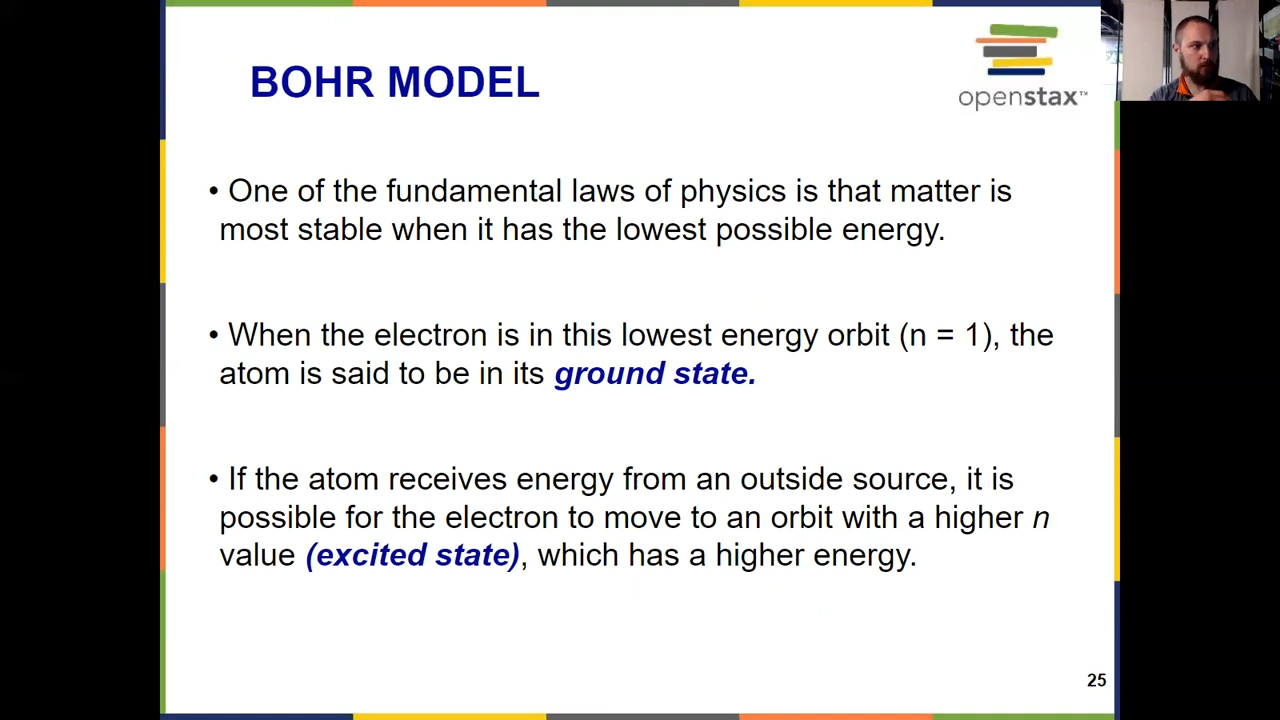 BOHR MODEL
openstax™
• One of the fundamental laws of physics is that matter is
most stable when it has the lowest possible energy.
• When the electron is in this lowest energy orbit (n = 1), the
atom is said to be in its ground state.
• If the atom receives energy from an outside source, it is
possible for the electron to move to an orbit with a higher n
value (excited state), which has a higher energy.
25